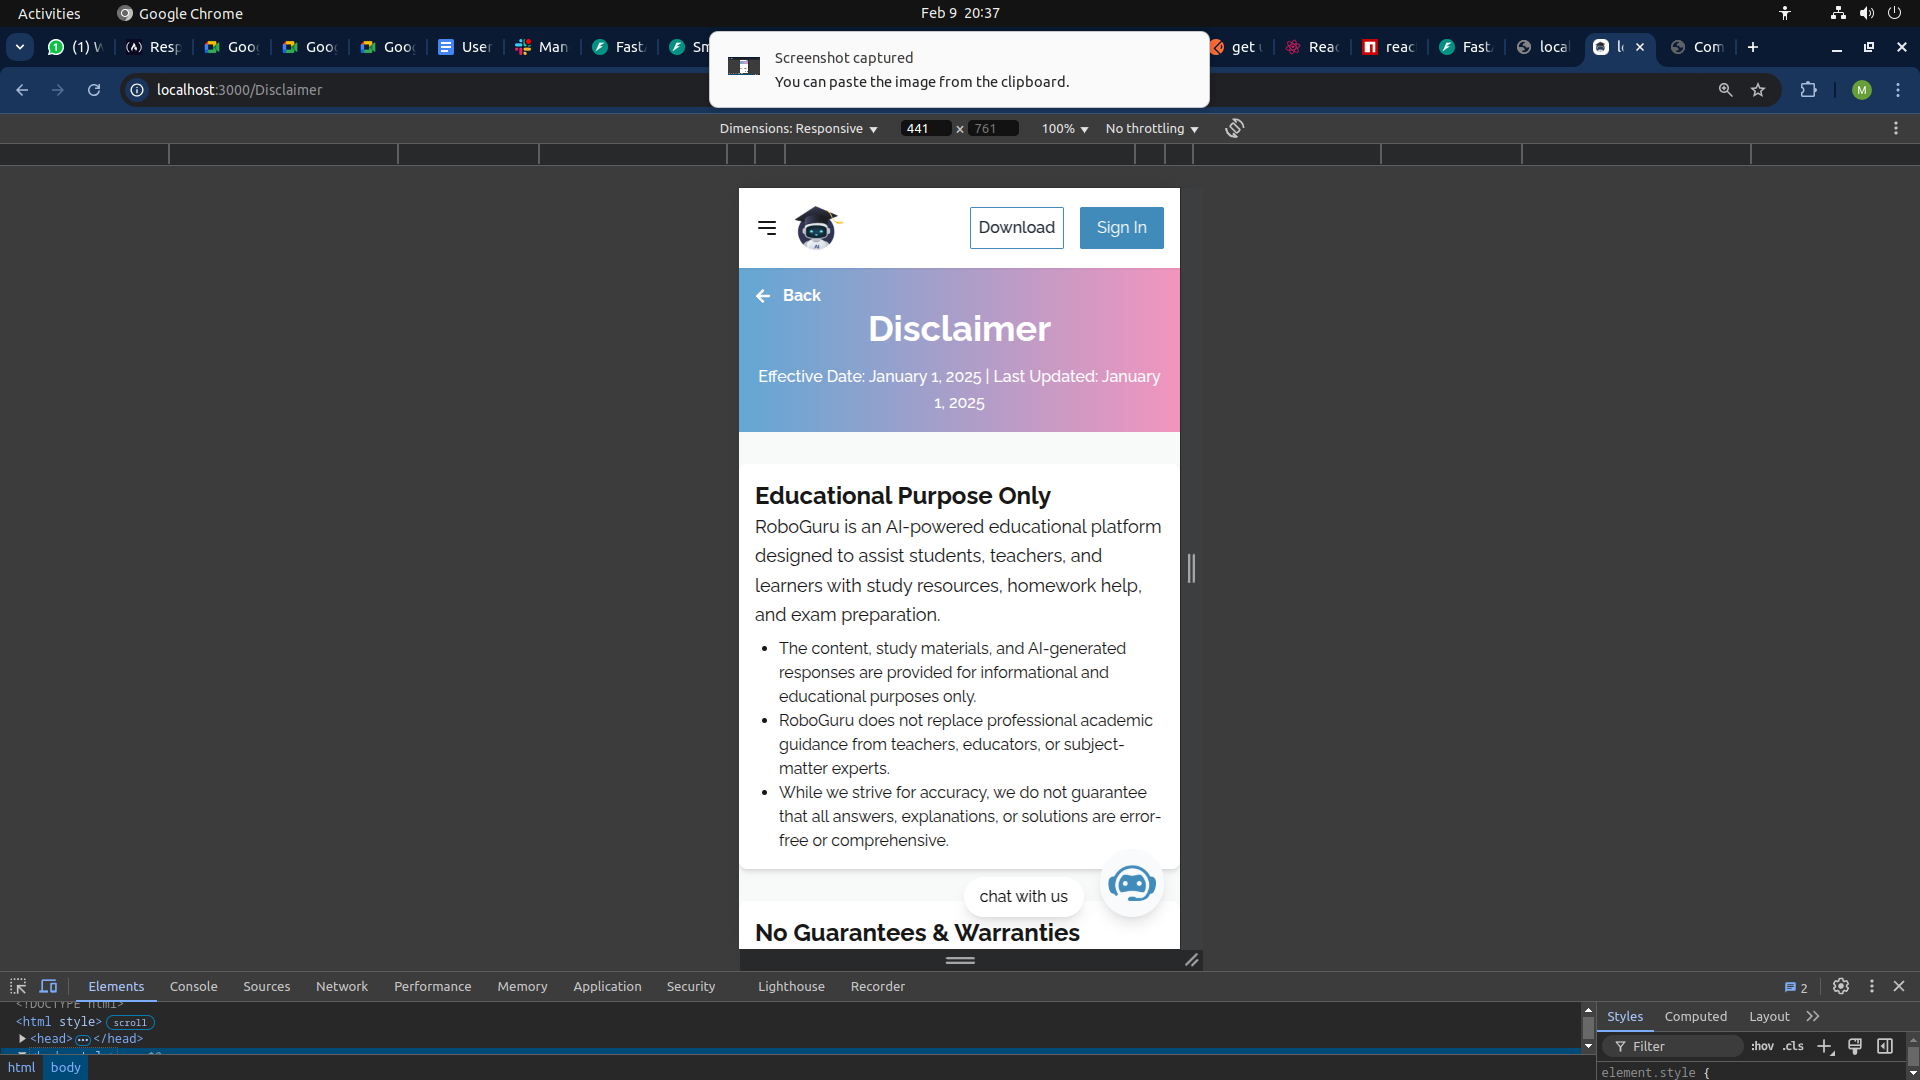 Activities
Google Chrome
Feb 9 20:37
(1) W
Resp
Goo
Goo
Goo
User
Man
Fast
Sm
get
Reac
reac
Fast
loca
Com
Screenshot captured
You can paste the image from the clipboard.
localhost:3000/Disclaimer
M
Dimensions: Responsive
441 × 761
100%
No throttling
Download
Sign In
Back
Disclaimer
Effective Date: January 1, 2025 | Last Updated: January
1, 2025
Educational Purpose Only
RoboGuru is an AI-powered educational platform
designed to assist students, teachers, and
learners with study resources, homework help,
and exam preparation.
• The content, study materials, and AI-generated
responses are provided for informational and
educational purposes only.
• RoboGuru does not replace professional academic
guidance from teachers, educators, or subject-
matter experts.
• While we strive for accuracy, we do not guarantee
that all answers, explanations, or solutions are error-
free or comprehensive.
chat with us
No Guarantees & Warranties
Elements
Console
Sources
Network
Performance
Memory
Application
Security
Lighthouse
Recorder
2
<!DOCTYPE html>
<html style> scroll
<head> … </head>
html body
Styles
Computed
Layout
Filter
:hov .cls
element.style {